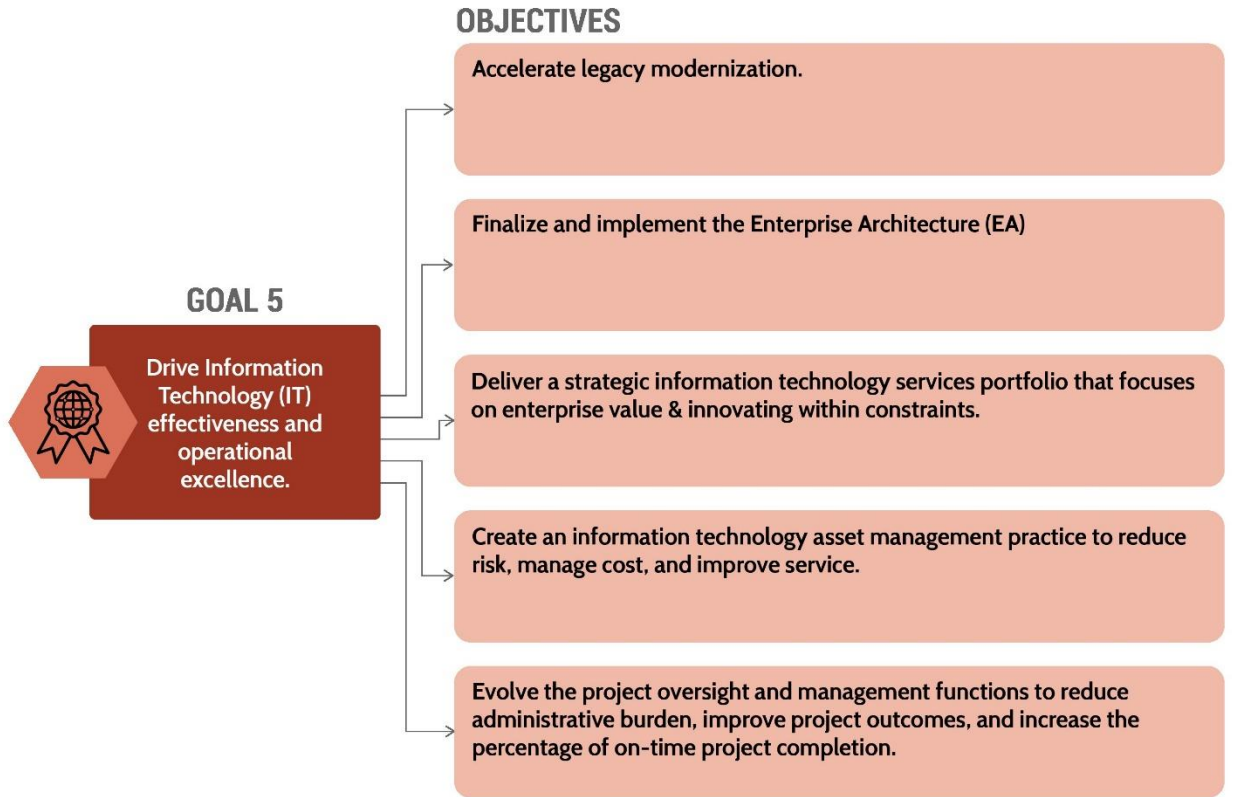 OBJECTIVES
Accelerate legacy modernization.
Finalize and implement the Enterprise Architecture (EA)
GOAL 5
Drive Information
Technology (IT)
effectiveness and
operational
excellence.
Deliver a strategic information technology services portfolio that focuses
on enterprise value & innovating within constraints.
Create an information technology asset management practice to reduce
risk, manage cost, and improve service.
Evolve the project oversight and management functions to reduce
administrative burden, improve project outcomes, and increase the
percentage of on-time project completion.